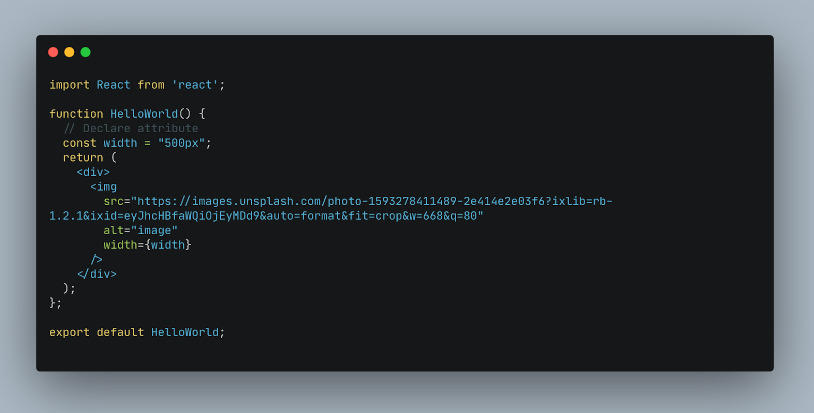 import React from 'react';
function HelloWorld() {
// Declare attribute
const width = "500px";
return (
<div>
<img
src="https://images.unsplash.com/photo-1593278411489-2e414e2e03f6?ixlib=rb-
1.2.1&ixid=eyJhcHBfaWQiOjEyMDd9&auto=format&fit=crop&w=668&q=80"
alt="image"
width={width}
/>
</div>
);
};
export default HelloWorld;